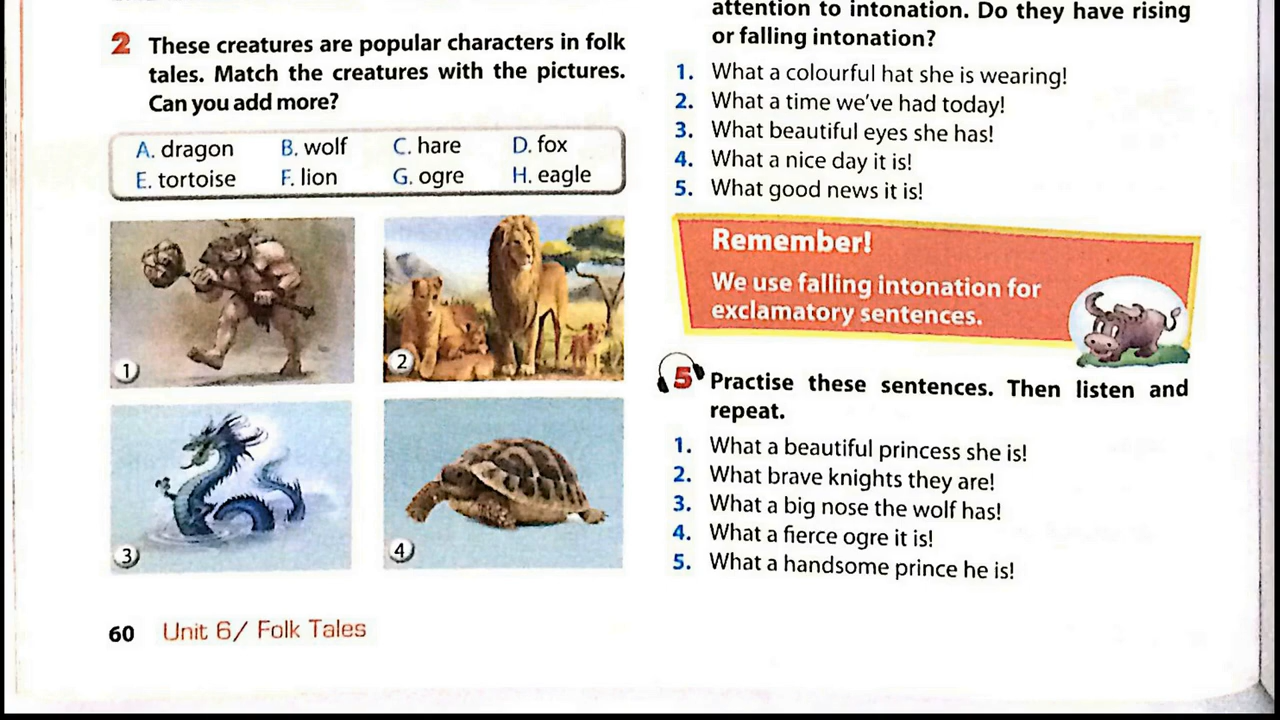 2 These creatures are popular characters in folk
tales. Match the creatures with the pictures.
Can you add more?
A. dragon B. wolf C. hare D. fox
E. tortoise F. lion G. ogre H. eagle
1
2
3
4
60 Unit 6/ Folk Tales
attention to intonation. Do they have rising
or falling intonation?
1. What a colourful hat she is wearing!
2. What a time we've had today!
3. What beautiful eyes she has!
4. What a nice day it is!
5. What good news it is!
Remember!
We use falling intonation for
exclamatory sentences.
5 Practise these sentences. Then listen and
repeat.
1. What a beautiful princess she is!
2. What brave knights they are!
3. What a big nose the wolf has!
4. What a fierce ogre it is!
5. What a handsome prince he is!